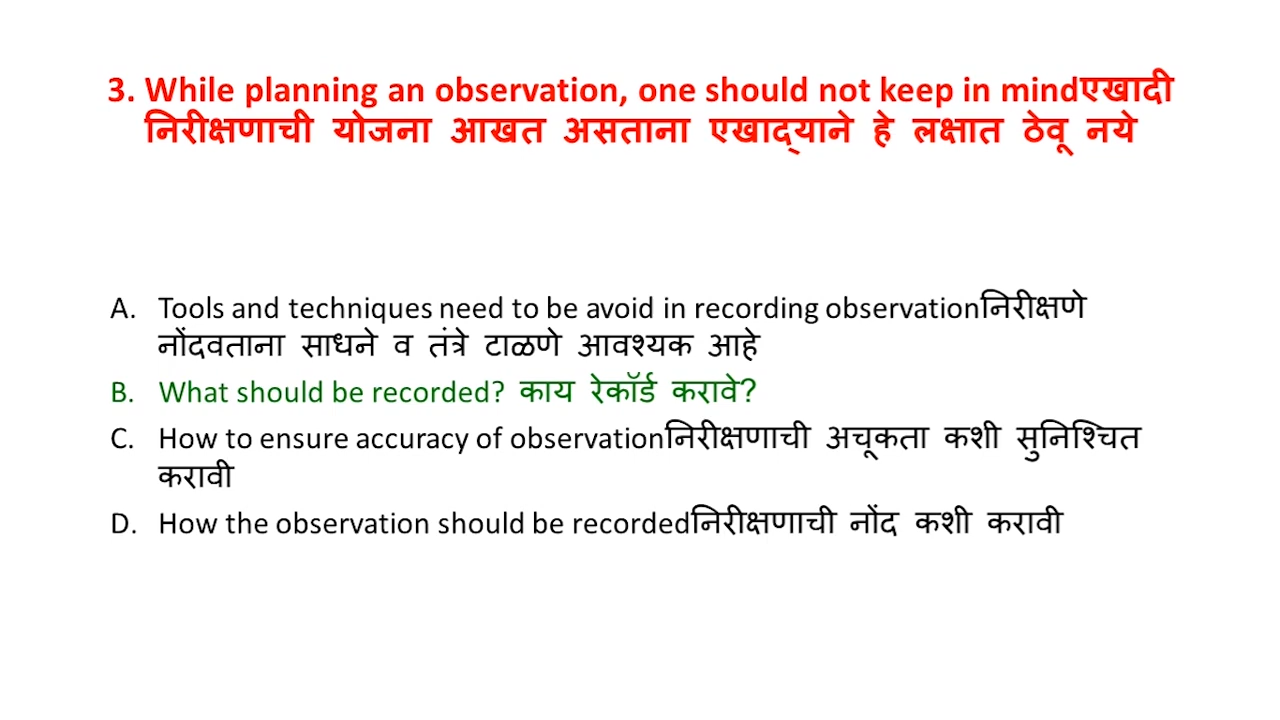 3. While planning an observation, one should not keep in mindएखादी
निरीक्षणाची योजना आखत असताना एखाद्याने हे लक्षात ठेवू नये
A. Tools and techniques need to be avoid in recording observationनिरीक्षणे
नोंदवताना साधने व तंत्रे टाळणे आवश्यक आहे
B. What should be recorded? काय रेकॉर्ड करावे?
C. How to ensure accuracy of observationनिरीक्षणाची अचूकता कशी सुनिश्चित
करावी
D. How the observation should be recordedनिरीक्षणाची नोंद कशी करावी